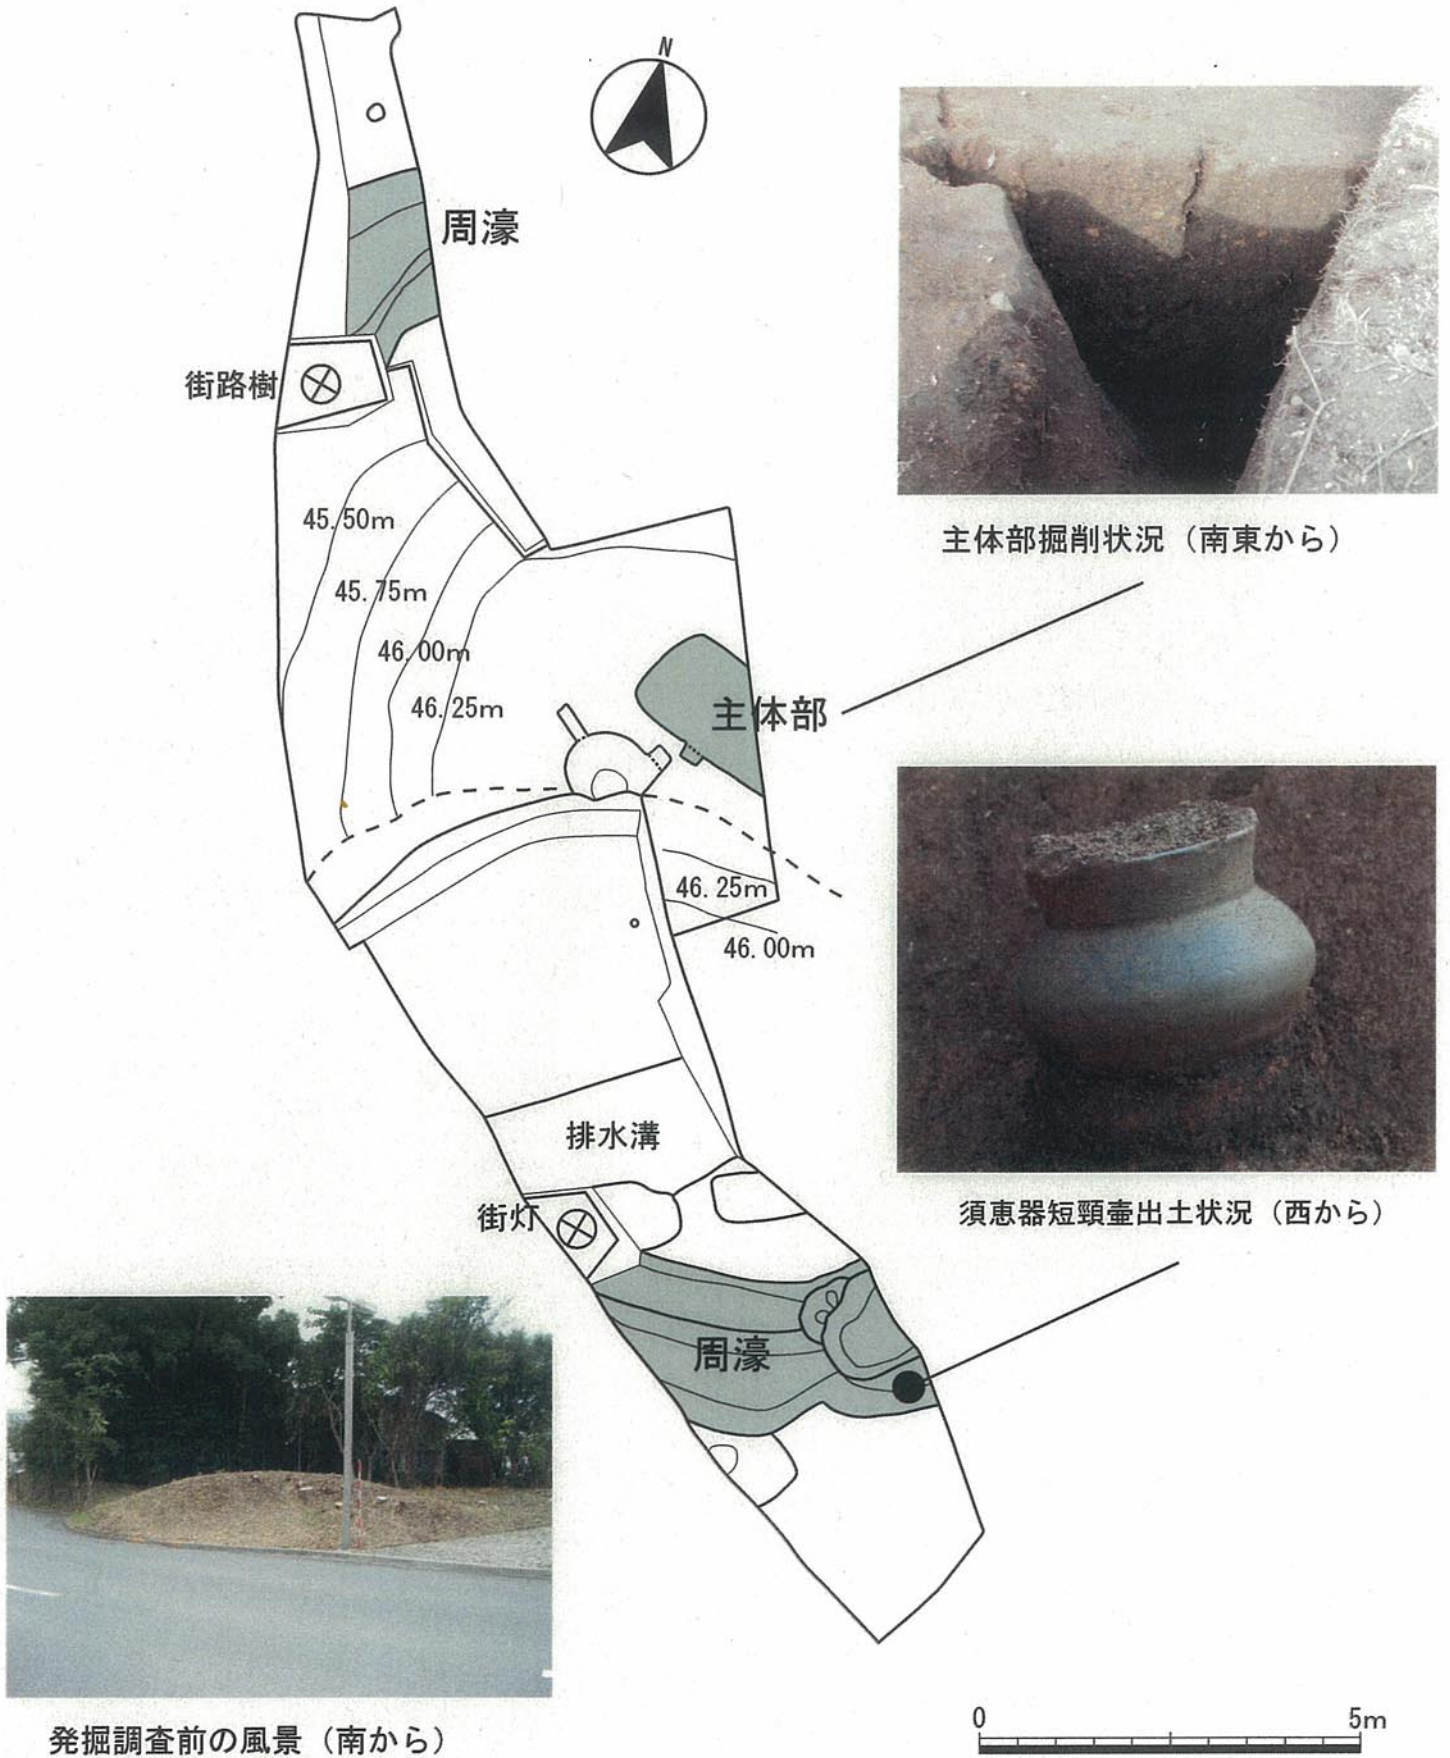 N
周濠
街路樹
45.50m
主体部掘削状況（南東から）
45.75m
46.00m
46.25m
主体部
46.25m
46.00m
排水溝
街灯
須恵器短頸壷出土状況（西から）
周濠
発掘調査前の風景（南から）
0 5m